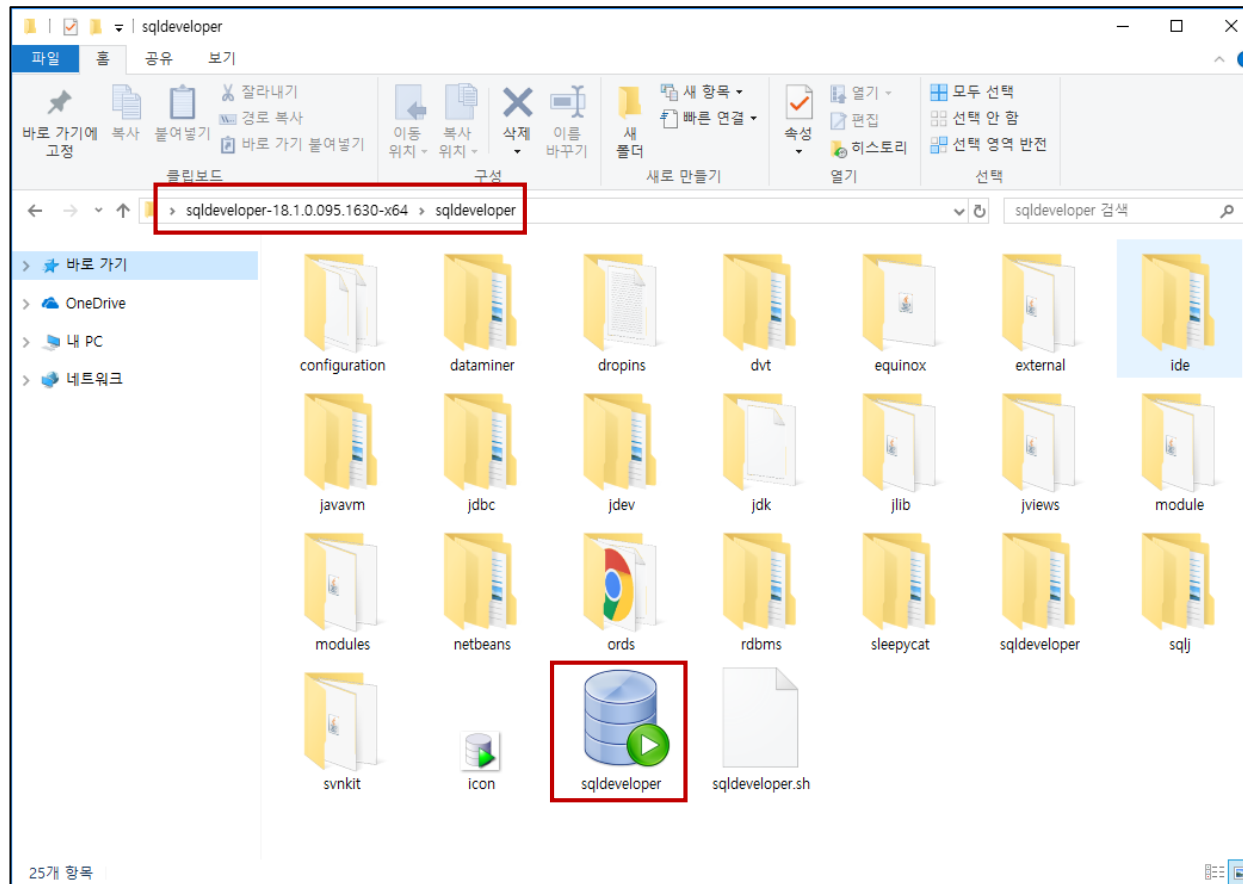 sqldeveloper
파일 홈 공유 보기
바로 가기에 고정
복사
붙여넣기
잘라내기
경로 복사
바로 가기 붙여넣기
클립보드
이동 위치
복사 위치
삭제
이름 바꾸기
구성
새 폴더
새 항목
빠른 연결
새로 만들기
속성
열기
편집
히스토리
열기
모두 선택
선택 안 함
선택 영역 반전
선택
sqldeveloper-18.1.0.095.1630-x64 > sqldeveloper
sqldeveloper 검색
바로 가기
OneDrive
내 PC
네트워크
configuration dataminer dropins dvt equinox external ide
javavm jdbc jdev jdk jlib jviews module
modules netbeans ords rdbms sleepycat sqldeveloper sqlj
svnkit icon sqldeveloper sqldeveloper.sh
25개 항목